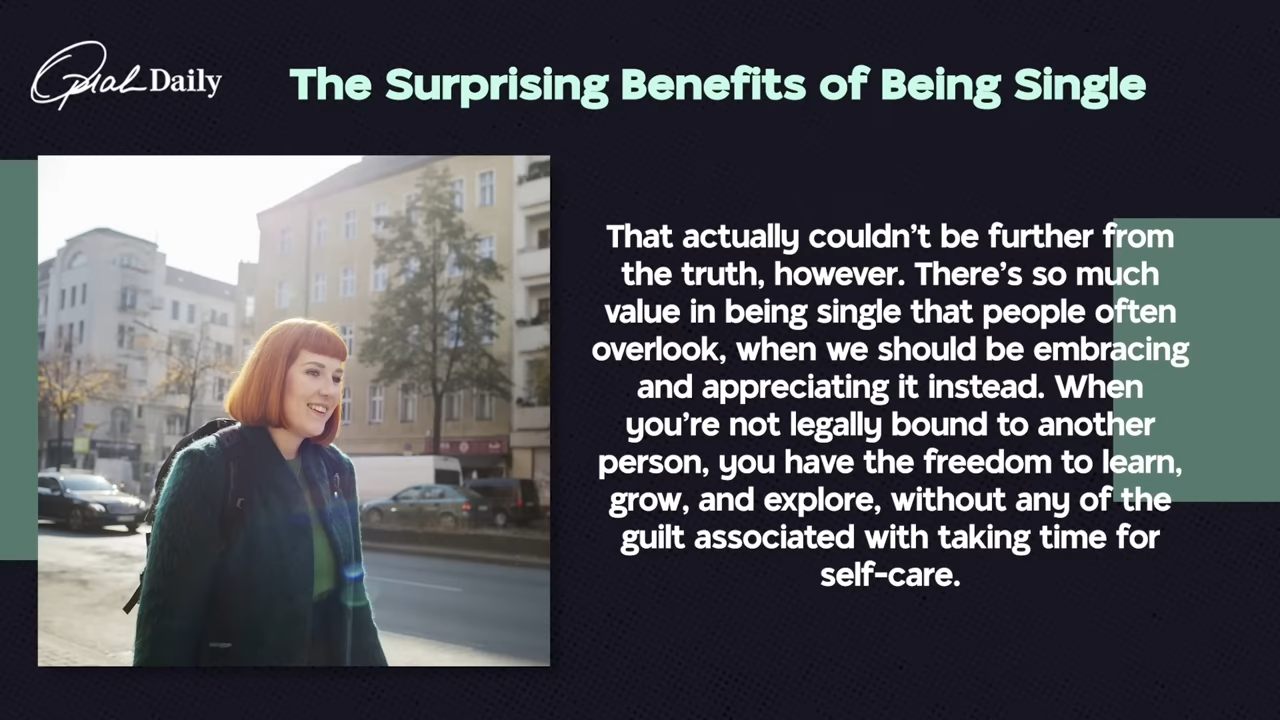 Oprah Daily
The Surprising Benefits of Being Single
That actually couldn’t be further from
the truth, however. There’s so much
value in being single that people often
overlook, when we should be embracing
and appreciating it instead. When
you’re not legally bound to another
person, you have the freedom to learn,
grow, and explore, without any of the
guilt associated with taking time for
self-care.